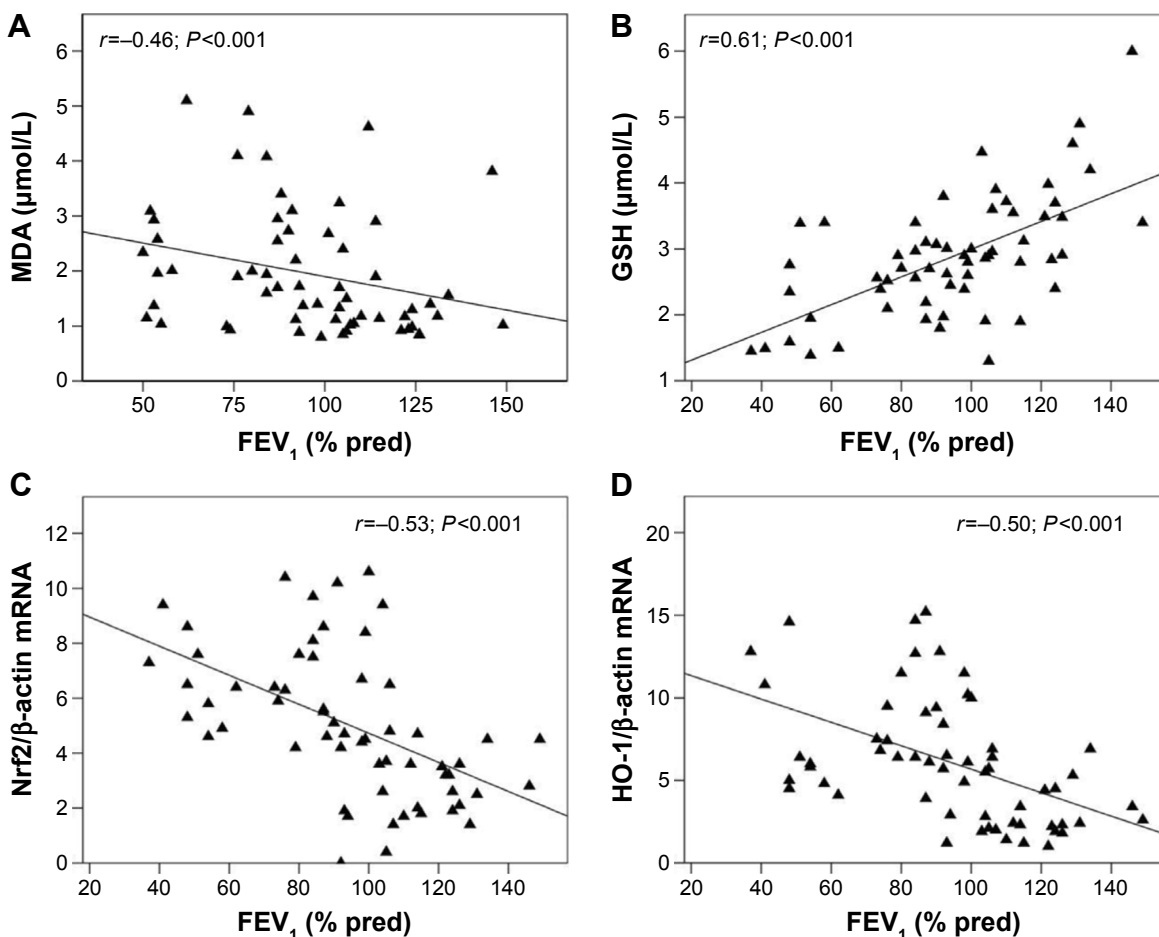 A
r=–0.46; P<0.001
MDA (µmol/L)
6
5
4
3
2
1
0
50 75 100 125 150
FEV1 (% pred)
B
r=0.61; P<0.001
GSH (µmol/L)
6
5
4
3
2
1
20 40 60 80 100 120 140
FEV1 (% pred)
C
r=–0.53; P<0.001
Nrf2/β-actin mRNA
12
10
8
6
4
2
0
20 40 60 80 100 120 140
FEV1 (% pred)
D
r=–0.50; P<0.001
HO-1/β-actin mRNA
20
15
10
5
0
20 40 60 80 100 120 140
FEV1 (% pred)